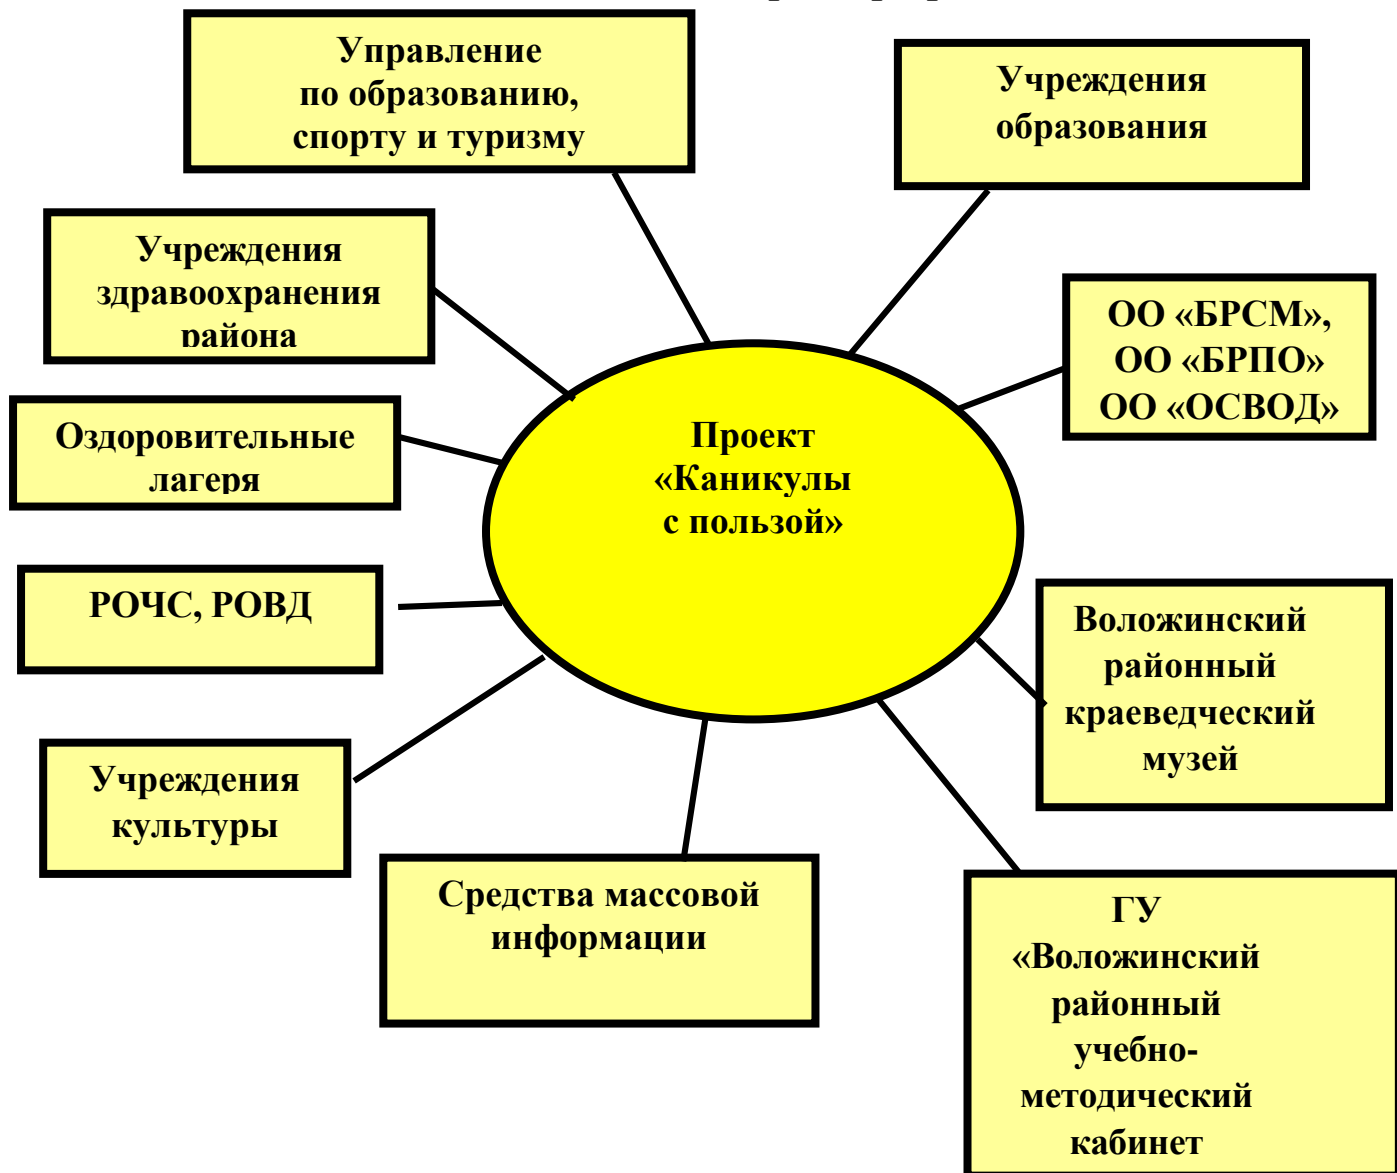 Управление
по образованию,
спорту и туризму
Учреждения
образования
Учреждения
здравоохранения
района
ОО «БРСМ»,
ОО «БРПО»
ОО «ОСВОД»
Оздоровительные
лагеря
Проект
«Каникулы
с пользой»
РОЧС, РОВД
Воложинский
районный
краеведческий
музей
Учреждения
культуры
Средства массовой
информации
ГУ
«Воложинский
районный
учебно-
методический
кабинет